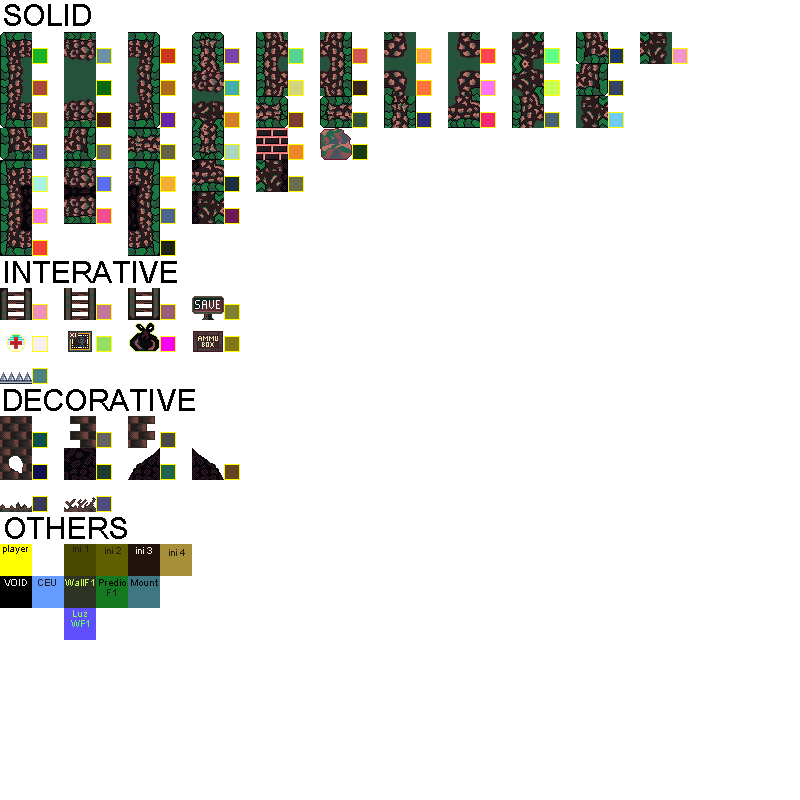 SOLID
INTERATIVE
SAVE
AMMO
BOX
DECORATIVE
OTHERS
player
ini 1 ini 2 ini 3 ini 4
VOID CEU WallF1 Predio Mount
F1
Luz
WF1